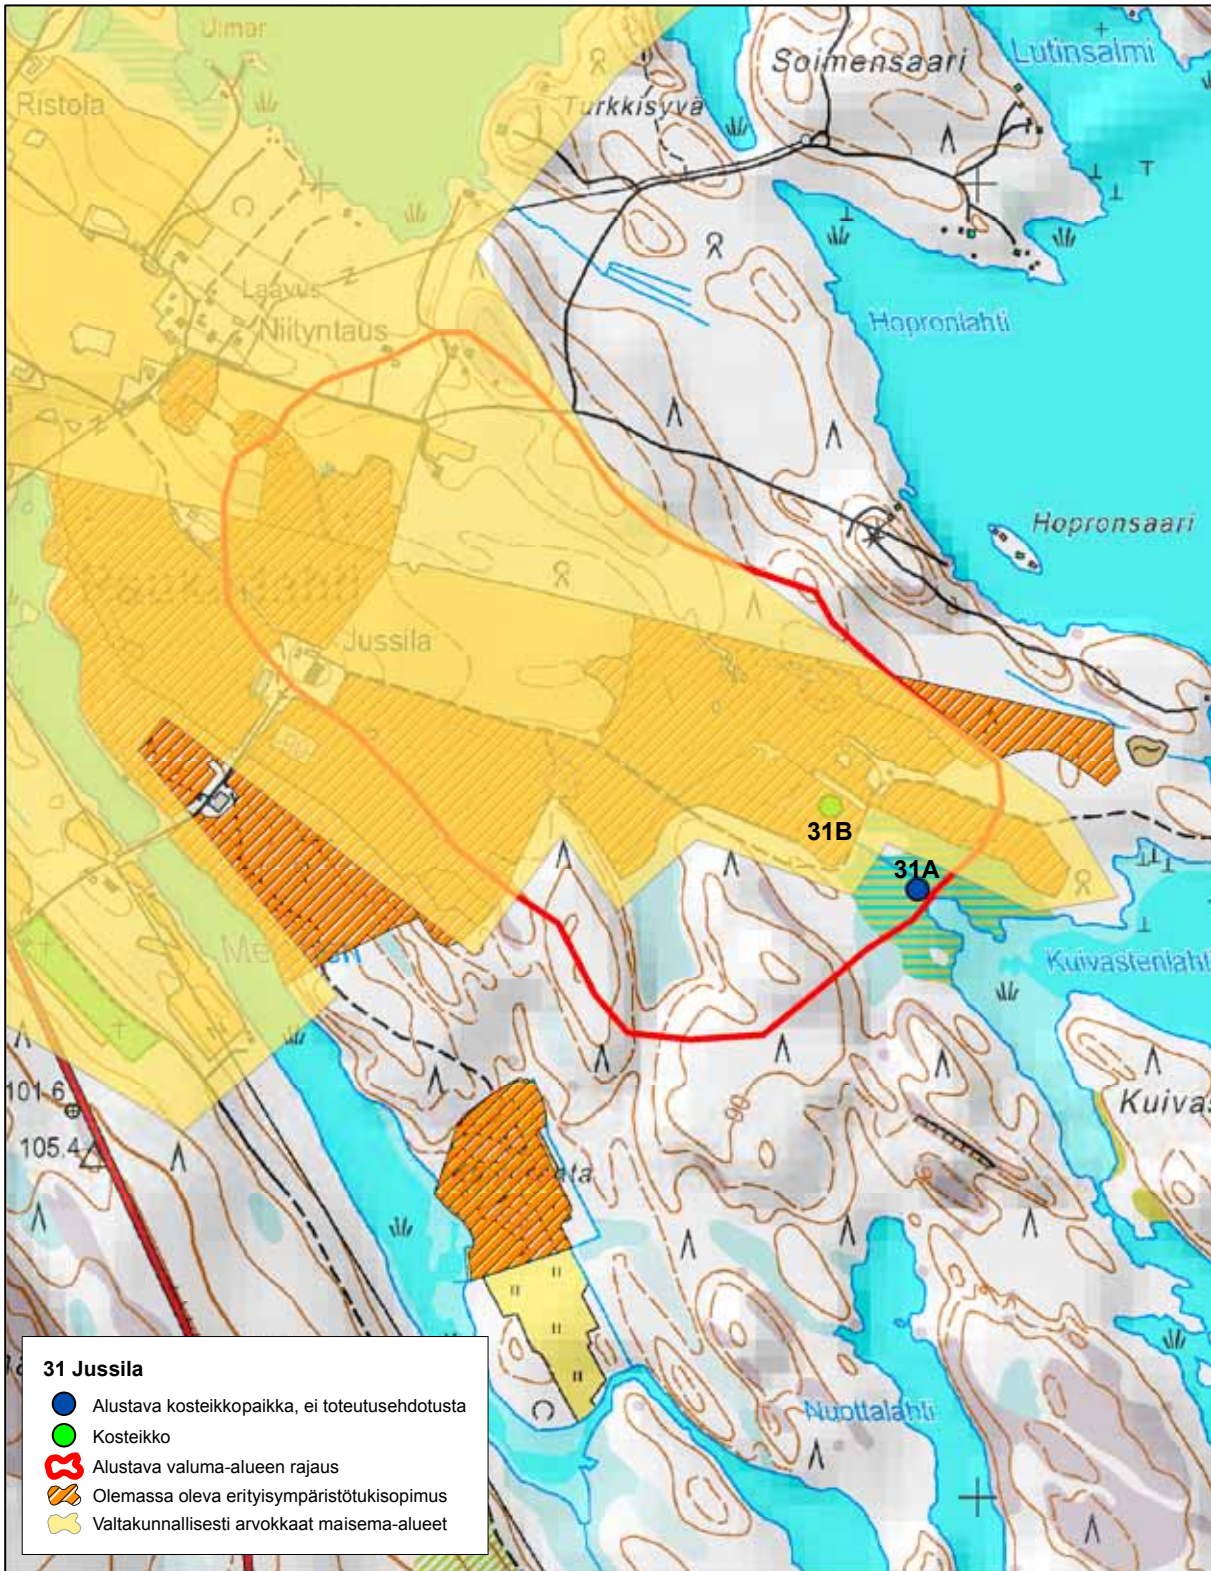 Ulmar
Soimensaari
Lutinsalmi
Ristola
Turkkisyvä
Laavus
Niityntaus
Hopronlahti
Hopronsaari
Jussila
31B
31A
Kuivastenlahti
101.6
105.4
Nuottalahti
31 Jussila
Alustava kosteikkopaikka, ei toteutusehdotusta
Kosteikko
Alustava valuma-alueen rajaus
Olemassa oleva erityisympäristötukisopimus
Valtakunnallisesti arvokkaat maisema-alueet